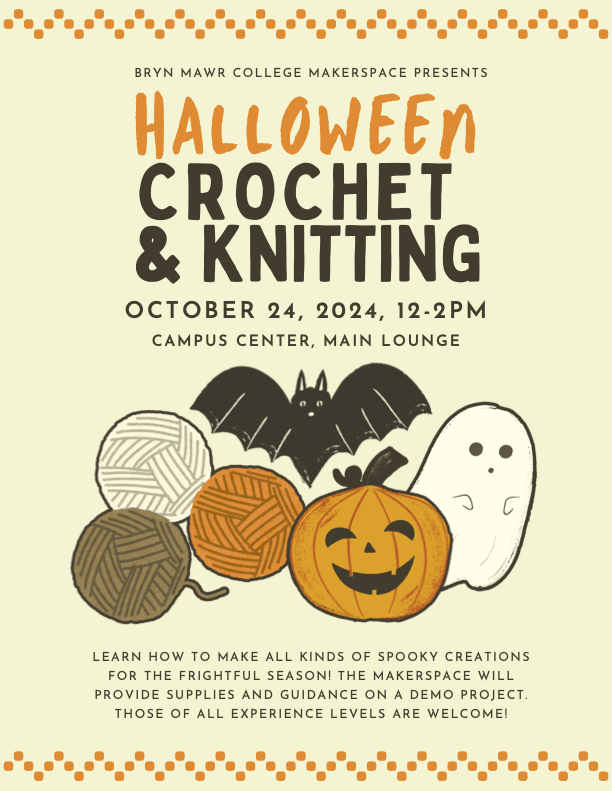 BRYN MAWR COLLEGE MAKERSPACE PRESENTS
HALLOWEEN
CROCHET
& KNITTING
OCTOBER 24, 2024, 12-2PM
CAMPUS CENTER, MAIN LOUNGE
LEARN HOW TO MAKE ALL KINDS OF SPOOKY CREATIONS
FOR THE FRIGHTFUL SEASON! THE MAKERSPACE WILL
PROVIDE SUPPLIES AND GUIDANCE ON A DEMO PROJECT.
THOSE OF ALL EXPERIENCE LEVELS ARE WELCOME!